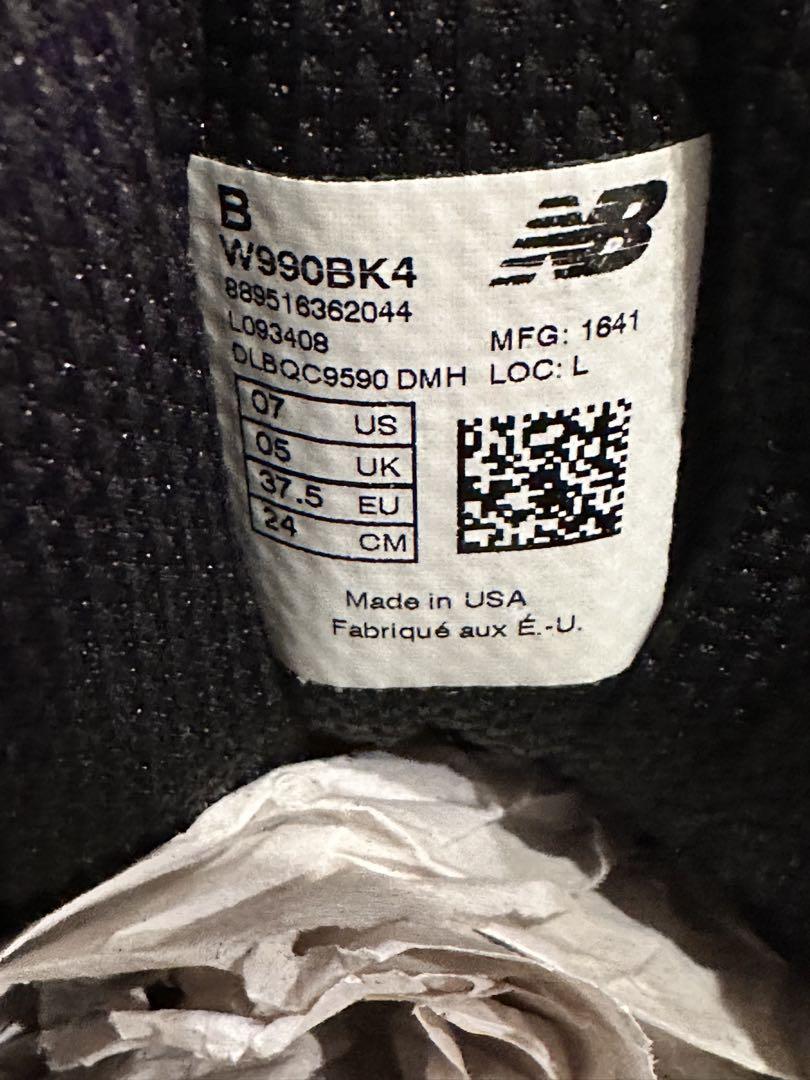 B
NB
W990BK4
889516362044
L093408
MFG: 1641
DLBQC9590 DMH LOC: L
07 US
05 UK
37.5 EU
24 CM
Made in USA
Fabriqué aux É.-U.